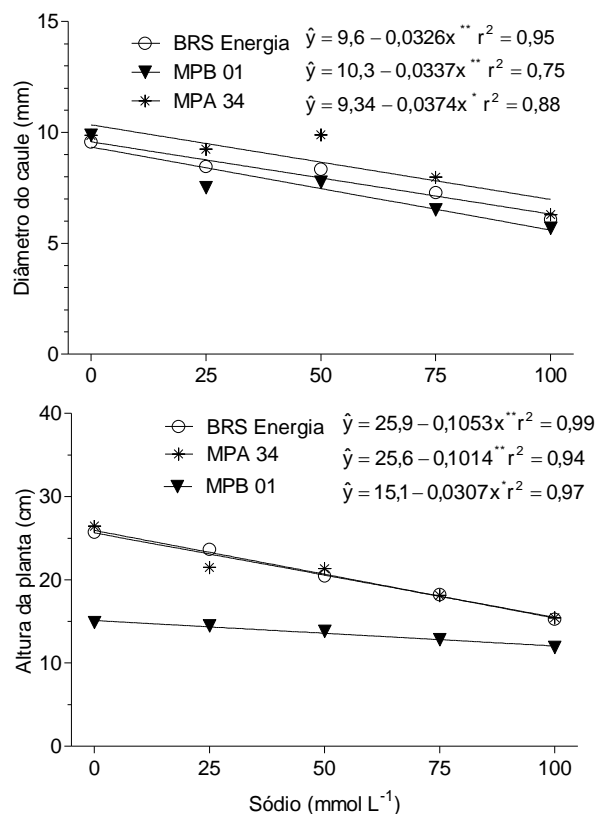 15
BRS Energia ŷ = 9,6 – 0,0326x ** r² = 0,95
MPB 01 ŷ = 10,3 – 0,0337x ** r² = 0,75
MPA 34 ŷ = 9,34 – 0,0374x * r² = 0,88
10
5
0
Diâmetro do caule (mm)
0 25 50 75 100
40
BRS Energia ŷ = 25,9 – 0,1053x ** r² = 0,99
MPA 34 ŷ = 25,6 – 0,1014 ** r² = 0,94
MPB 01 ŷ = 15,1 – 0,0307x * r² = 0,97
30
20
10
0
Altura da planta (cm)
0 25 50 75 100
Sódio (mmol L⁻¹)